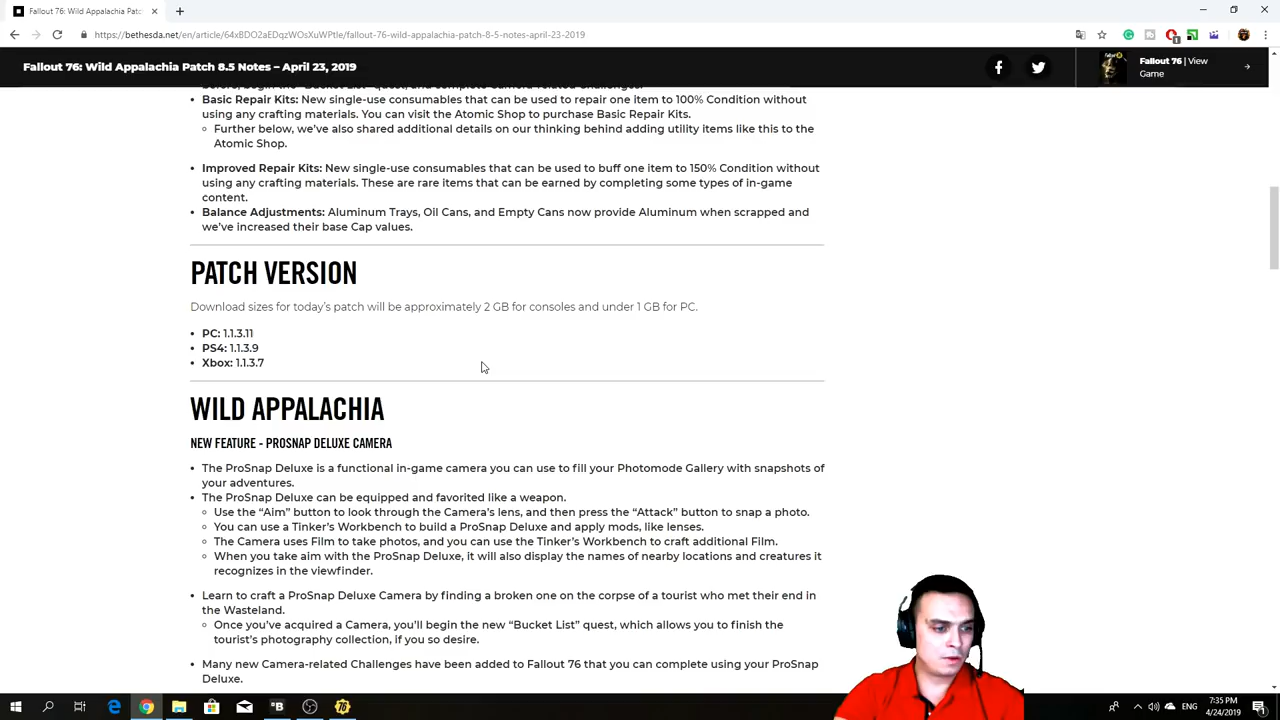 Fallout 76: Wild Appalachia Patc
https://bethesda.net/en/article/64xBDO2aEDqzWOsXuWPtIe/fallout-76-wild-appalachia-patch-8-5-notes-april-23-2019
Fallout 76: Wild Appalachia Patch 8.5 Notes – April 23, 2019
Fallout 76 | View
Game
Basic Repair Kits: New single-use consumables that can be used to repair one item to 100% Condition without
using any crafting materials. You can visit the Atomic Shop to purchase Basic Repair Kits.
Further below, we've also shared additional details on our thinking behind adding utility items like this to the
Atomic Shop.
Improved Repair Kits: New single-use consumables that can be used to buff one item to 150% Condition without
using any crafting materials. These are rare items that can be earned by completing some types of in-game
content.
Balance Adjustments: Aluminum Trays, Oil Cans, and Empty Cans now provide Aluminum when scrapped and
we've increased their base Cap values.
PATCH VERSION
Download sizes for today's patch will be approximately 2 GB for consoles and under 1 GB for PC.
PC: 1.1.3.11
PS4: 1.1.3.9
Xbox: 1.1.3.7
WILD APPALACHIA
NEW FEATURE - PROSNAP DELUXE CAMERA
The ProSnap Deluxe is a functional in-game camera you can use to fill your Photomode Gallery with snapshots of
your adventures.
The ProSnap Deluxe can be equipped and favorited like a weapon.
Use the “Aim” button to look through the Camera's lens, and then press the “Attack” button to snap a photo.
You can use a Tinker's Workbench to build a ProSnap Deluxe and apply mods, like lenses.
The Camera uses Film to take photos, and you can use the Tinker's Workbench to craft additional Film.
When you take aim with the ProSnap Deluxe, it will also display the names of nearby locations and creatures it
recognizes in the viewfinder.
Learn to craft a ProSnap Deluxe Camera by finding a broken one on the corpse of a tourist who met their end in
the Wasteland.
Once you've acquired a Camera, you'll begin the new “Bucket List” quest, which allows you to finish the
tourist's photography collection, if you so desire.
Many new Camera-related Challenges have been added to Fallout 76 that you can complete using your ProSnap
Deluxe.
ENG
7:35 PM
4/24/2019